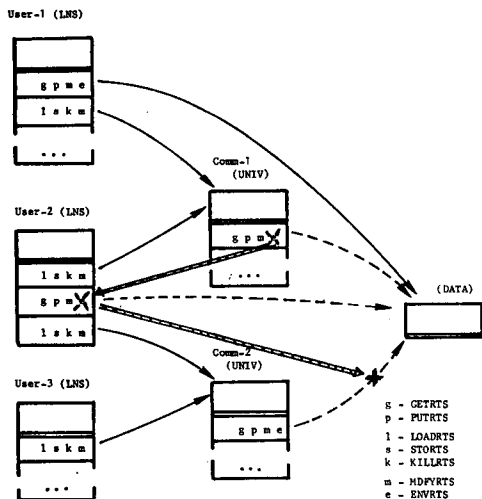 User-1 (LNS)
g p m e
l s k m
...
Comm-1
(UNIV)
g p m
...
User-2 (LNS)
l s k m
g p m
l s k m
(DATA)
Comm-2
(UNIV)
g p m e
...
User-3 (LNS)
l s k m
...
g - GETRTS
p - PUTRTS
l - LOADRTS
s - STORTS
k - KILLRTS
m - MDFYRTS
e - ENVRTS